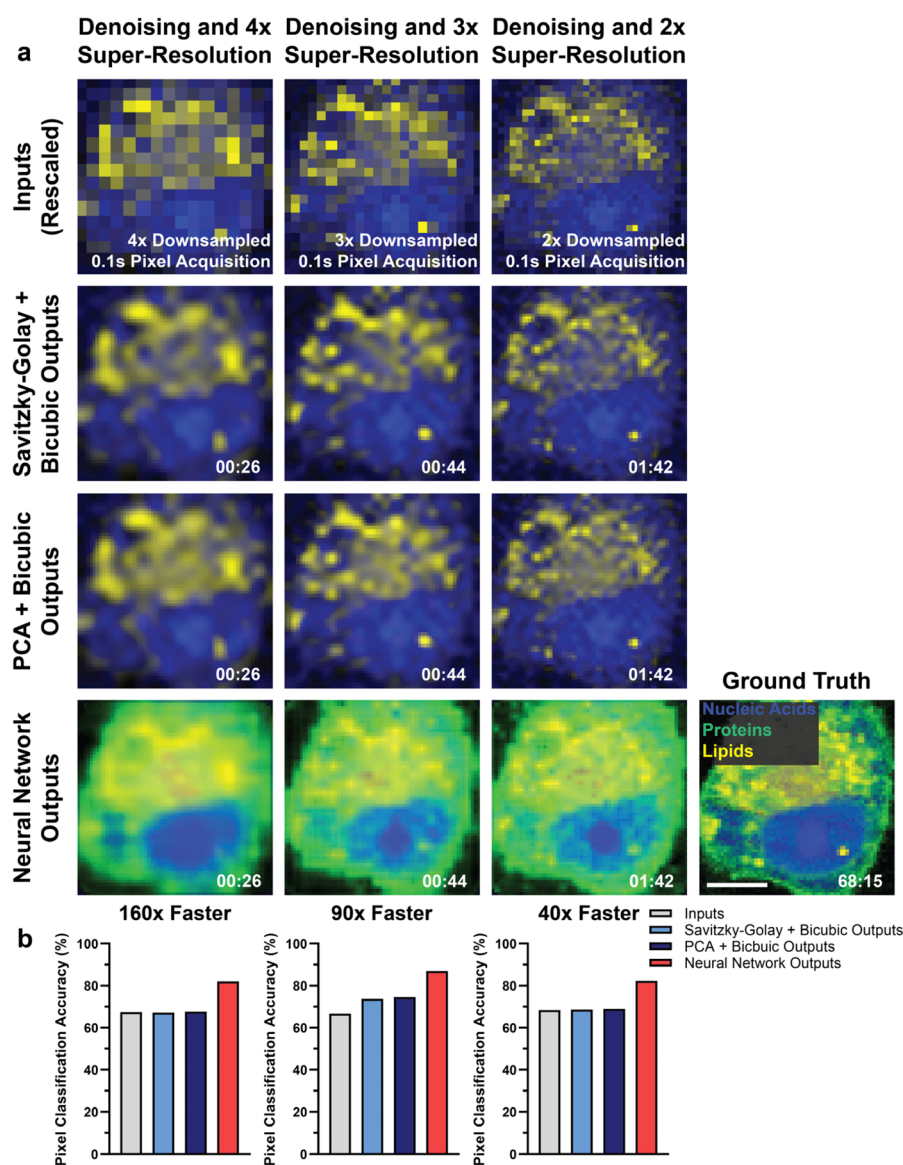 a
Denoising and 4x
Super-Resolution
Denoising and 3x
Super-Resolution
Denoising and 2x
Super-Resolution
Inputs
(Rescaled)
4x Downsampled
0.1s Pixel Acquisition
3x Downsampled
0.1s Pixel Acquisition
2x Downsampled
0.1s Pixel Acquisition
Savitzky-Golay +
Bicubic Outputs
00:26
00:44
01:42
PCA + Bicubic
Outputs
00:26
00:44
01:42
Neural Network
Outputs
00:26
00:44
01:42
Ground Truth
Nucleic Acids
Proteins
Lipids
68:15
160x Faster
90x Faster
40x Faster
Inputs
Savitzky-Golay + Bicubic Outputs
PCA + Bicbuic Outputs
Neural Network Outputs
b
Pixel Classification Accuracy (%)
100
80
60
40
20
0
Pixel Classification Accuracy (%)
100
80
60
40
20
0
Pixel Classification Accuracy (%)
100
80
60
40
20
0